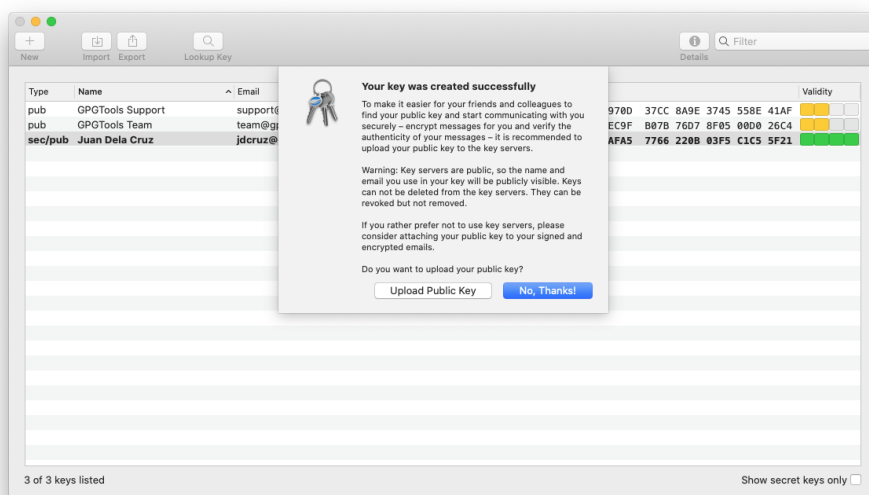 New Import Export Lookup Key Details
Filter
Type Name Email Validity
pub GPGTools Support support@ 970D 37CC 8A9E 3745 558E 41AF
pub GPGTools Team team@gp EC9F B07B 76D7 8F05 00D0 26C4
sec/pub Juan Dela Cruz jdcruz@ AFA5 7766 220B 03F5 C1C5 5F21
Your key was created successfully
To make it easier for your friends and colleagues to
find your public key and start communicating with you
securely – encrypt messages for you and verify the
authenticity of your messages – it is recommended to
upload your public key to the key servers.
Warning: Key servers are public, so the name and
email you use in your key will be publicly visible. Keys
can not be deleted from the key servers. They can be
revoked but not removed.
If you rather prefer not to use key servers, please
consider attaching your public key to your signed and
encrypted emails.
Do you want to upload your public key?
Upload Public Key No, Thanks!
3 of 3 keys listed Show secret keys only